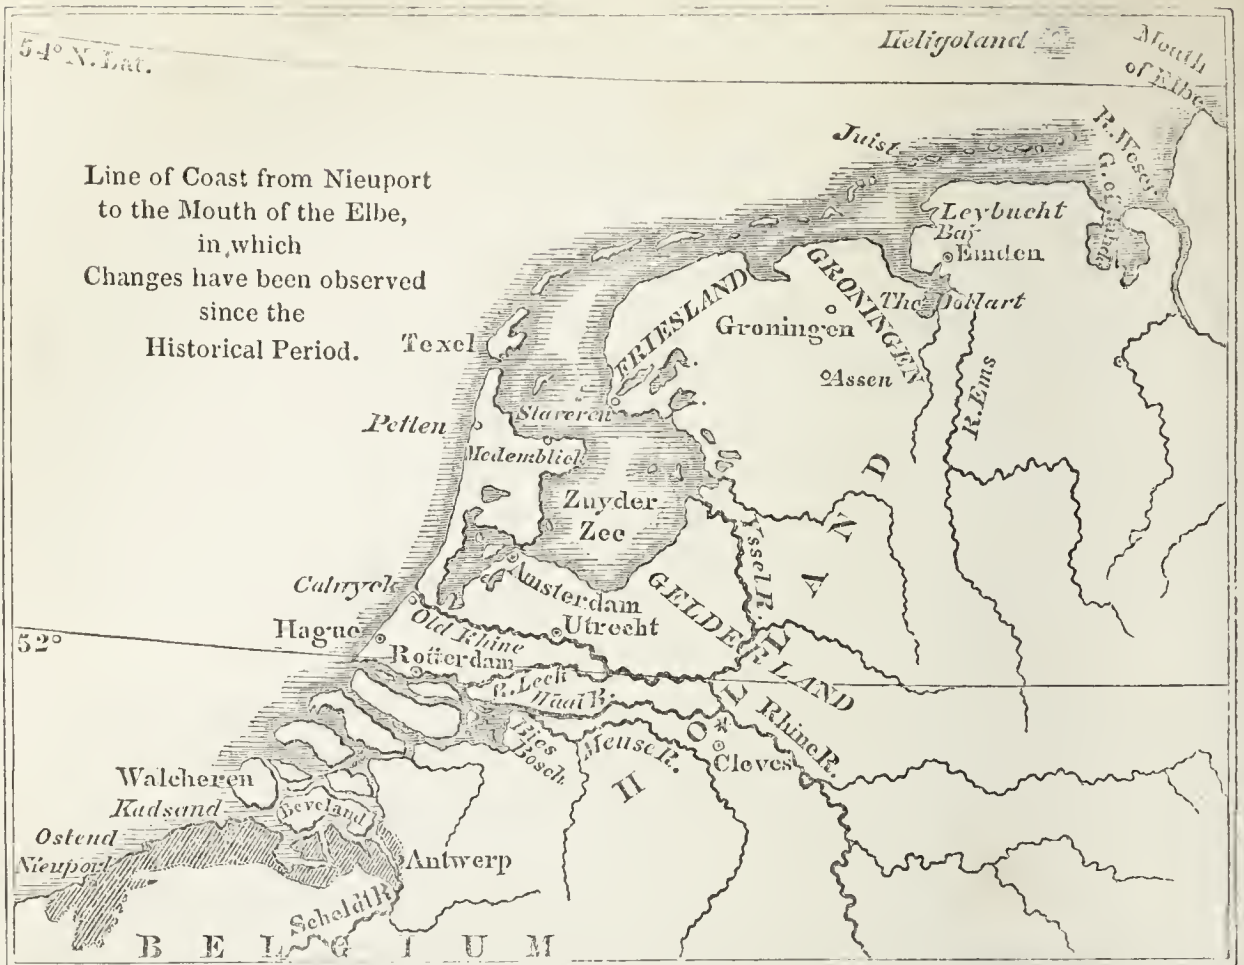 54° N. Lat.
Heligoland
Mouth
of Elbe
R. Weser
Juist
Line of Coast from Nieuport
to the Mouth of the Elbe,
in which
Changes have been observed
since the
Historical Period.
Leybucht
Bay
Emden
The Dollart
GRONINGEN
FRIESLAND
Groningen
Assen
Texel
Staveren
R. Ems
Petten
Medemblick
Zuyder
Zee
Yssel R.
Catwyck
Amsterdam
GELDERLAND
Hague
Old Rhine
Utrecht
52°
Rotterdam
R. Leck
Waal R.
Rhine R.
Bies
Bosch
Meuse R.
Cleves
HOLLAND
Walcheren
Kadsand
Beveland
Ostend
Nieuport
Antwerp
Scheldt R.
BELGIUM